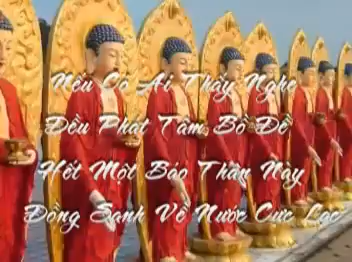 Nếu Có Ai Thấy Nghe
Đều Phát Tâm Bồ Đề
Hết Một Báo Thân Này
Đồng Sanh Về Nước Cực Lạc